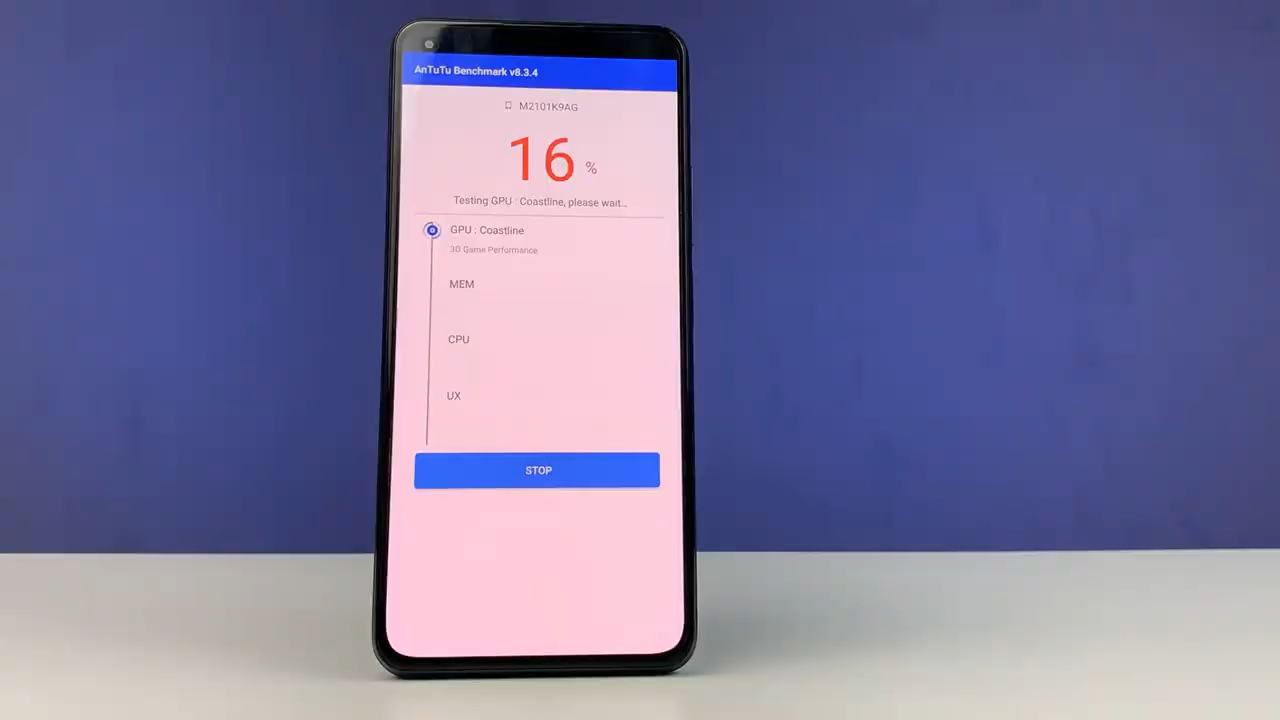 AnTuTu Benchmark v8.3.4
M2101K9AG
16 %
Testing GPU : Coastline, please wait...
GPU : Coastline
3D Game Performance
MEM
CPU
UX
STOP